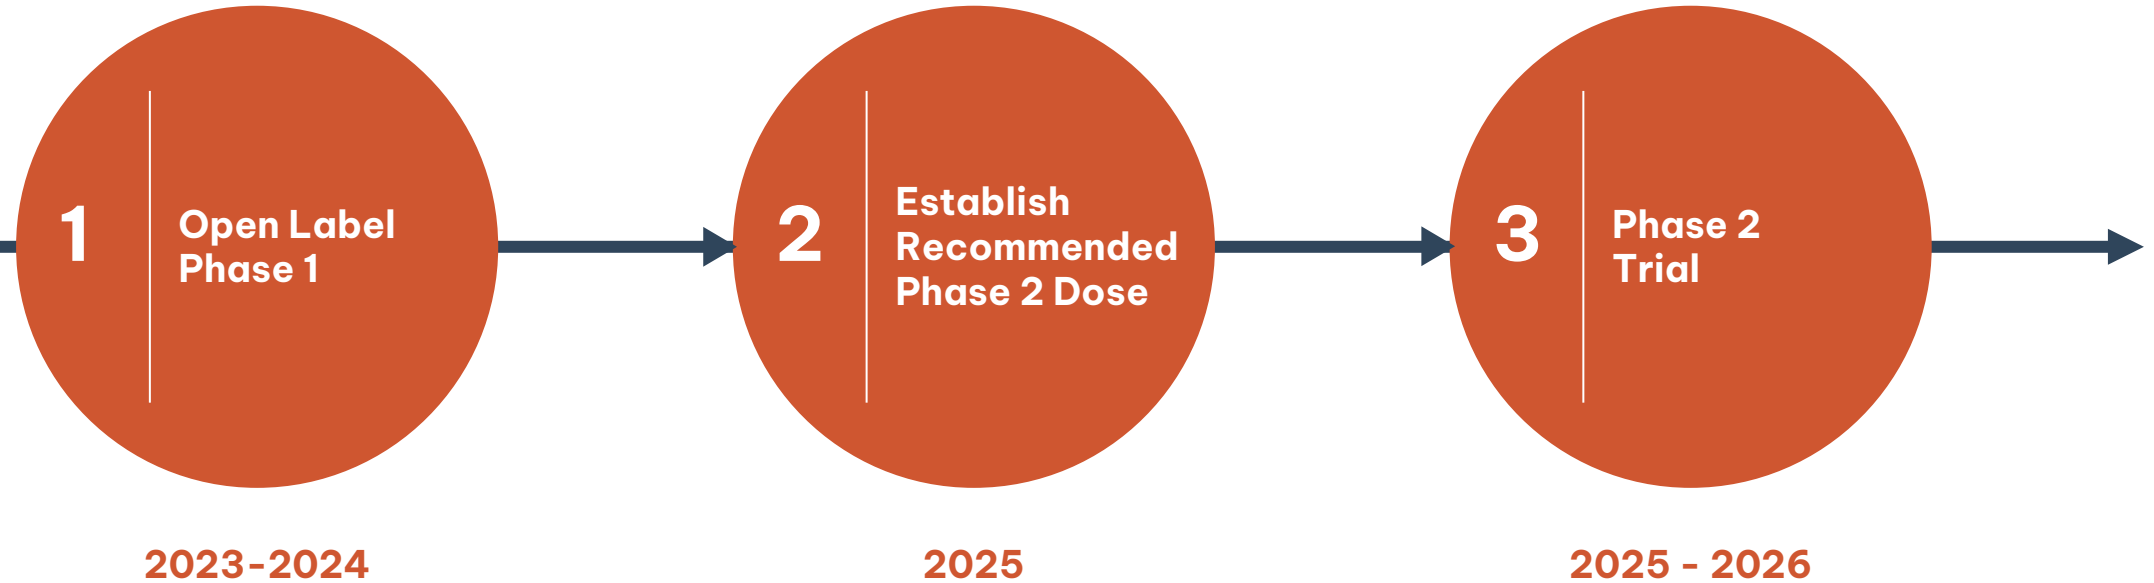 1
Open Label
Phase 1
2
Establish
Recommended
Phase 2 Dose
3
Phase 2
Trial
2023-2024
2025
2025 - 2026